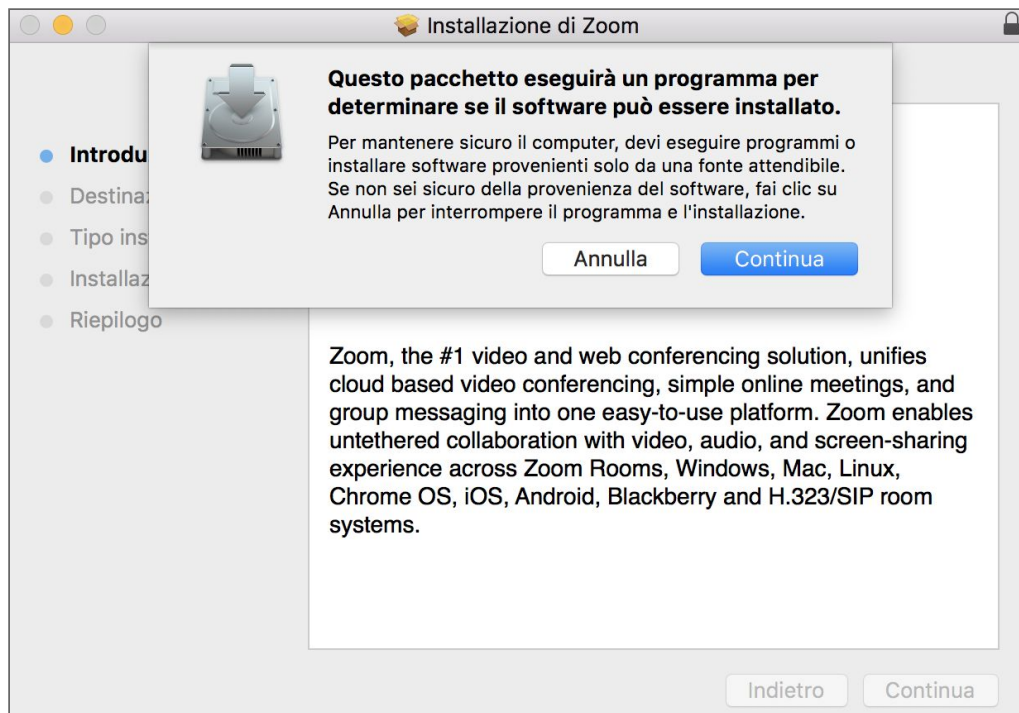 Installazione di Zoom
Questo pacchetto eseguirà un programma per
determinare se il software può essere installato.
Per mantenere sicuro il computer, devi eseguire programmi o
installare software provenienti solo da una fonte attendibile.
Se non sei sicuro della provenienza del software, fai clic su
Annulla per interrompere il programma e l'installazione.
Annulla
Continua
Introdu
Destinaz
Tipo ins
Installaz
Riepilogo
Zoom, the #1 video and web conferencing solution, unifies
cloud based video conferencing, simple online meetings, and
group messaging into one easy-to-use platform. Zoom enables
untethered collaboration with video, audio, and screen-sharing
experience across Zoom Rooms, Windows, Mac, Linux,
Chrome OS, iOS, Android, Blackberry and H.323/SIP room
systems.
Indietro
Continua